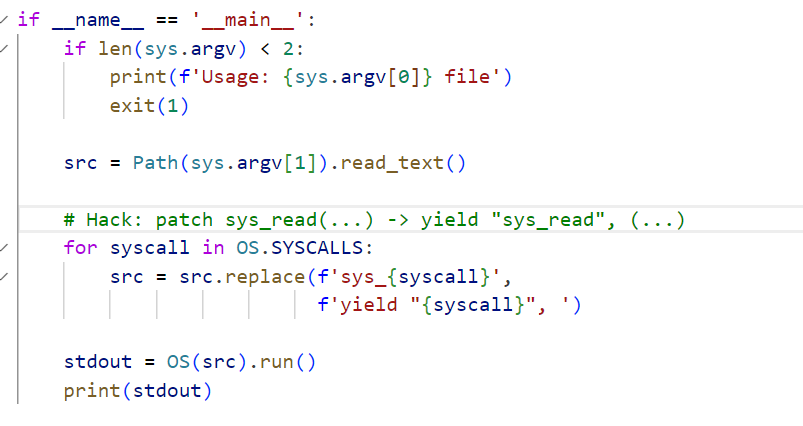 if __name__ == '__main__':
    if len(sys.argv) < 2:
        print(f'Usage: {sys.argv[0]} file')
        exit(1)

    src = Path(sys.argv[1]).read_text()

    # Hack: patch sys_read(...) -> yield "sys_read", (...)
    for syscall in OS.SYSCALLS:
        src = src.replace(f'sys_{syscall}',
                          f'yield "{syscall}", ')

    stdout = OS(src).run()
    print(stdout)